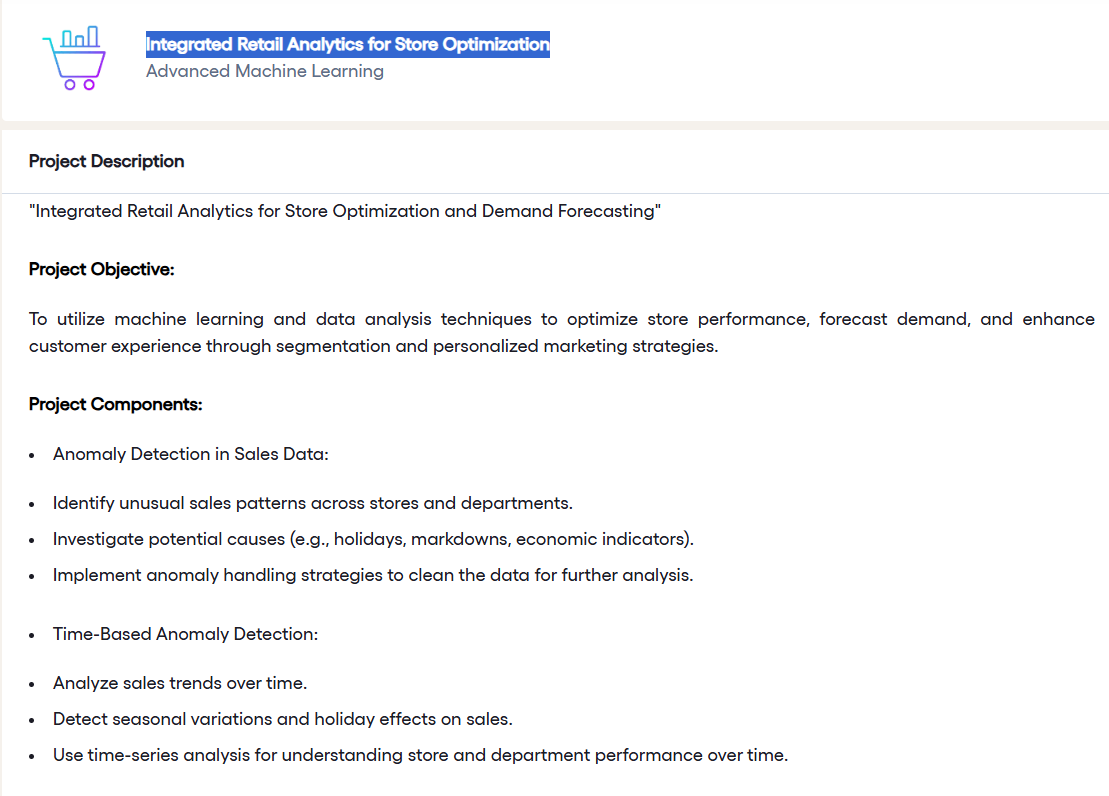 Integrated Retail Analytics for Store Optimization
Advanced Machine Learning
Project Description
"Integrated Retail Analytics for Store Optimization and Demand Forecasting"
Project Objective:
To utilize machine learning and data analysis techniques to optimize store performance, forecast demand, and enhance
customer experience through segmentation and personalized marketing strategies.
Project Components:
• Anomaly Detection in Sales Data:
• Identify unusual sales patterns across stores and departments.
• Investigate potential causes (e.g., holidays, markdowns, economic indicators).
• Implement anomaly handling strategies to clean the data for further analysis.
• Time-Based Anomaly Detection:
• Analyze sales trends over time.
• Detect seasonal variations and holiday effects on sales.
• Use time-series analysis for understanding store and department performance over time.